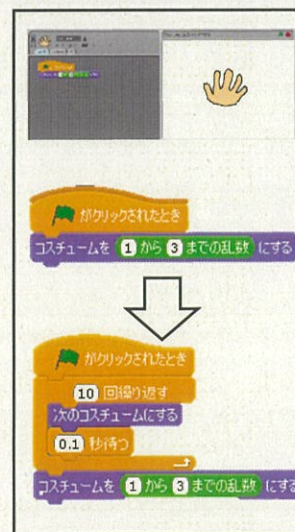 がクリックされたとき
コスチュームを 1 から 3 までの乱数 にする
がクリックされたとき
10 回繰り返す
次のコスチュームにする
0.1 秒待つ
コスチュームを 1 から 3 までの乱数 にする